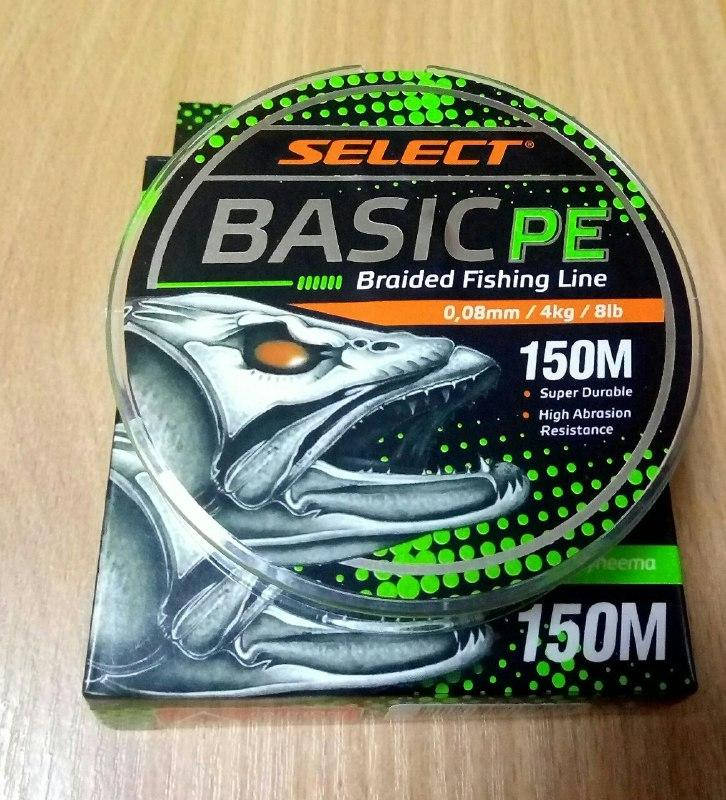 SELECT®
BASIC PE
Braided Fishing Line
0,08mm / 4kg / 8lb
150M
• Super Durable
• High Abrasion
Resistance
150M